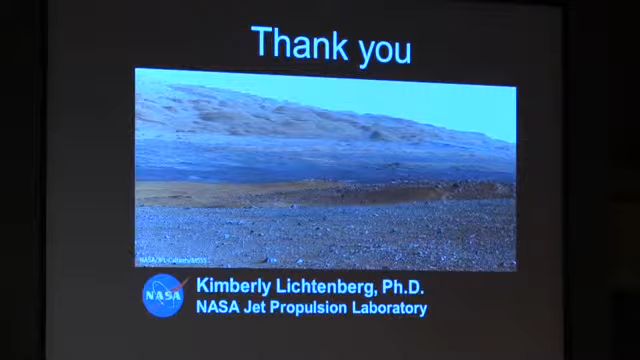 Thank you
NASA/JPL-Caltech/MSSS
NASA
Kimberly Lichtenberg, Ph.D.
NASA Jet Propulsion Laboratory